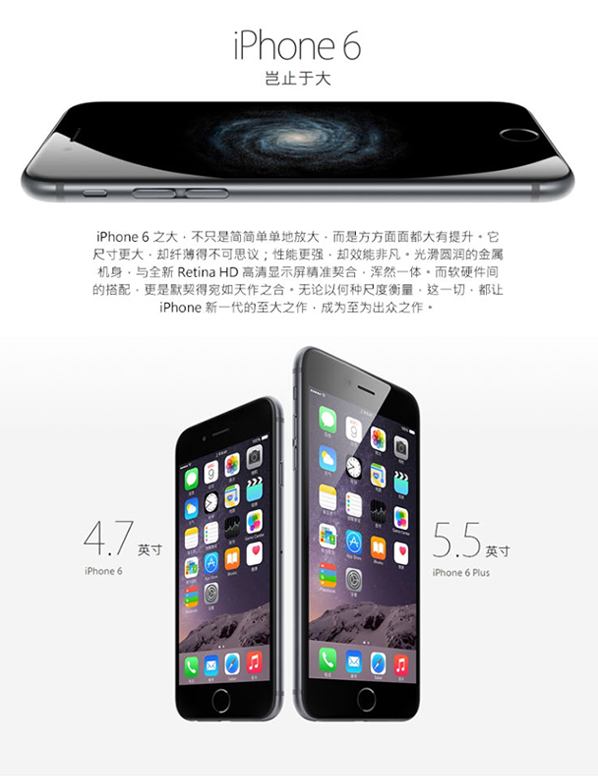 iPhone 6
岂止于大
iPhone 6 之大，不只是简简单单地放大，而是方方面面都大有提升。它
尺寸更大，却纤薄得不可思议；性能更强，却效能非凡。光滑圆润的金属
机身，与全新 Retina HD 高清显示屏精准契合，浑然一体。而软硬件间
的搭配，更是默契得宛如天作之合。无论以何种尺度衡量，这一切，都让
iPhone 新一代的至大之作，成为至为出众之作。
4.7 英寸
iPhone 6
5.5 英寸
iPhone 6 Plus